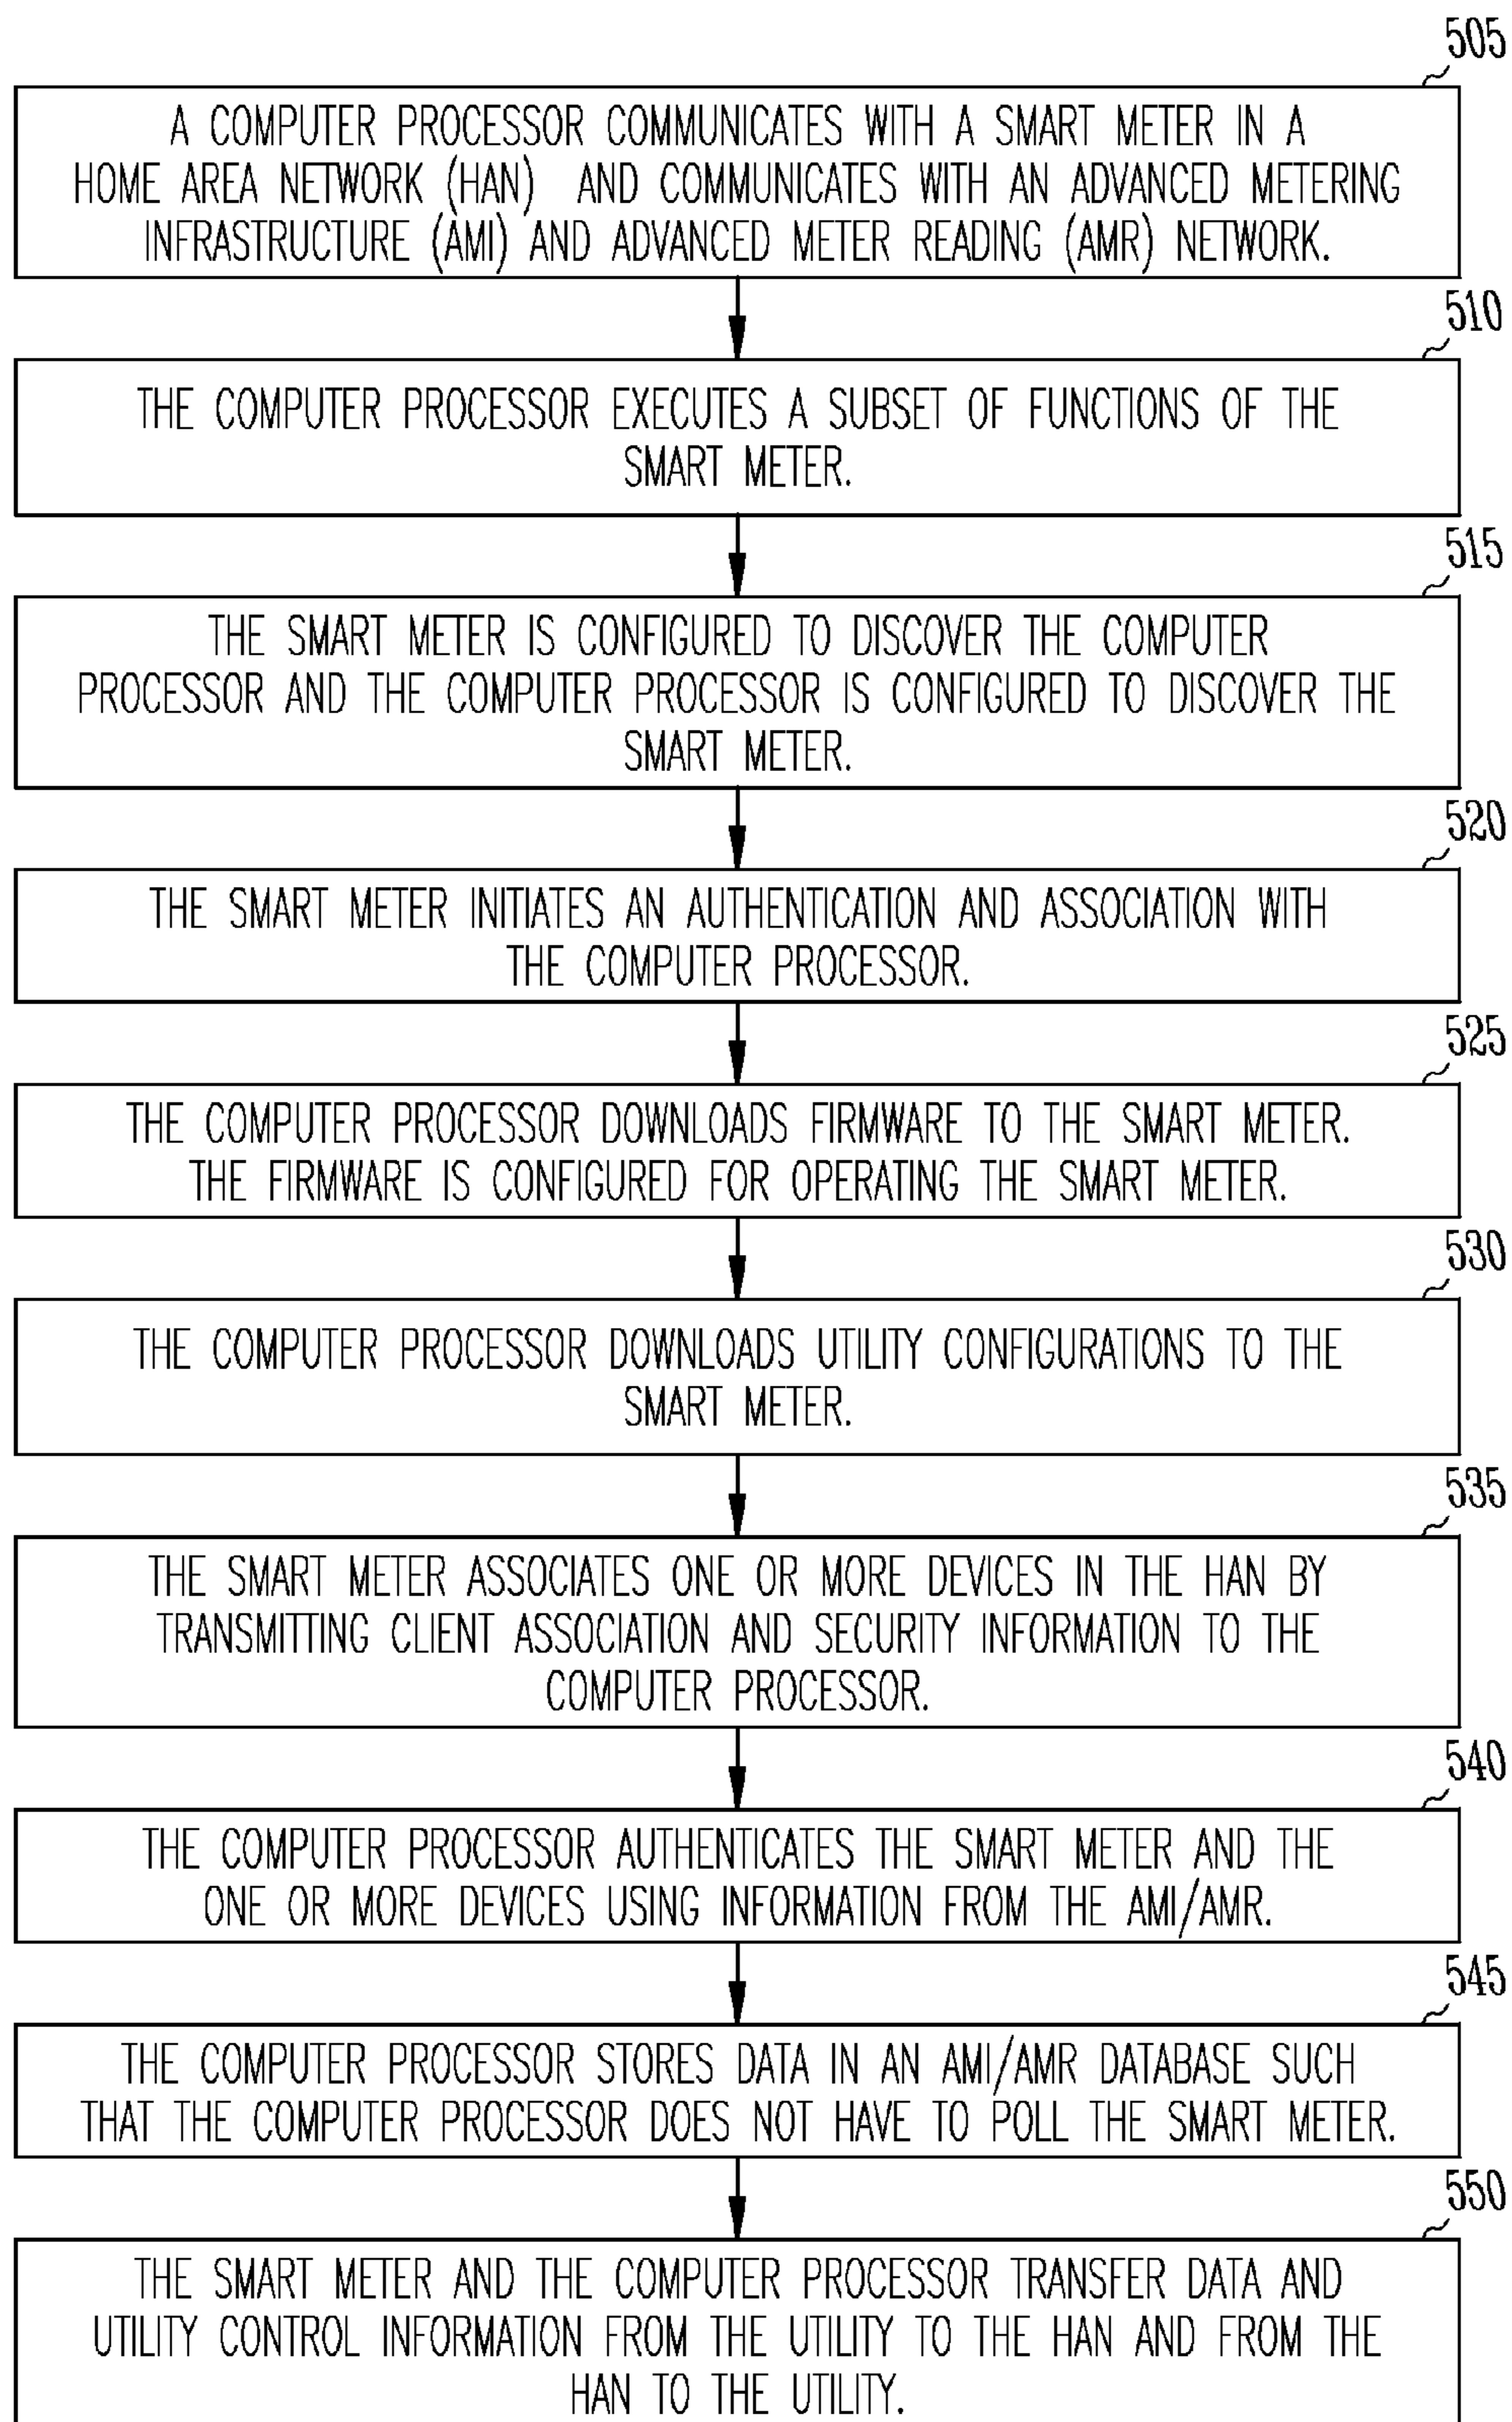 505
A COMPUTER PROCESSOR COMMUNICATES WITH A SMART METER IN A
HOME AREA NETWORK (HAN) AND COMMUNICATES WITH AN ADVANCED METERING
INFRASTRUCTURE (AMI) AND ADVANCED METER READING (AMR) NETWORK.
510
THE COMPUTER PROCESSOR EXECUTES A SUBSET OF FUNCTIONS OF THE
SMART METER.
515
THE SMART METER IS CONFIGURED TO DISCOVER THE COMPUTER
PROCESSOR AND THE COMPUTER PROCESSOR IS CONFIGURED TO DISCOVER THE
SMART METER.
520
THE SMART METER INITIATES AN AUTHENTICATION AND ASSOCIATION WITH
THE COMPUTER PROCESSOR.
525
THE COMPUTER PROCESSOR DOWNLOADS FIRMWARE TO THE SMART METER.
THE FIRMWARE IS CONFIGURED FOR OPERATING THE SMART METER.
530
THE COMPUTER PROCESSOR DOWNLOADS UTILITY CONFIGURATIONS TO THE
SMART METER.
535
THE SMART METER ASSOCIATES ONE OR MORE DEVICES IN THE HAN BY
TRANSMITTING CLIENT ASSOCIATION AND SECURITY INFORMATION TO THE
COMPUTER PROCESSOR.
540
THE COMPUTER PROCESSOR AUTHENTICATES THE SMART METER AND THE
ONE OR MORE DEVICES USING INFORMATION FROM THE AMI/AMR.
545
THE COMPUTER PROCESSOR STORES DATA IN AN AMI/AMR DATABASE SUCH
THAT THE COMPUTER PROCESSOR DOES NOT HAVE TO POLL THE SMART METER.
550
THE SMART METER AND THE COMPUTER PROCESSOR TRANSFER DATA AND
UTILITY CONTROL INFORMATION FROM THE UTILITY TO THE HAN AND FROM THE
HAN TO THE UTILITY.